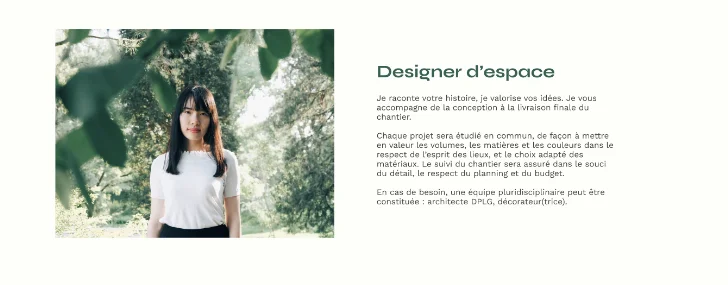 Designer d'espace
Je raconte votre histoire, je valorise vos idées. Je vous
accompagne de la conception à la livraison finale du
chantier.
Chaque projet sera étudié en commun, de façon à mettre
en valeur les volumes, les matières et les couleurs dans le
respect de l'esprit des lieux, et le choix adapté des
matériaux. Le suivi du chantier sera assuré dans le souci
du détail, le respect du planning et du budget.
En cas de besoin, une équipe pluridisciplinaire peut être
constituée : architecte DPLG, décorateur(trice).